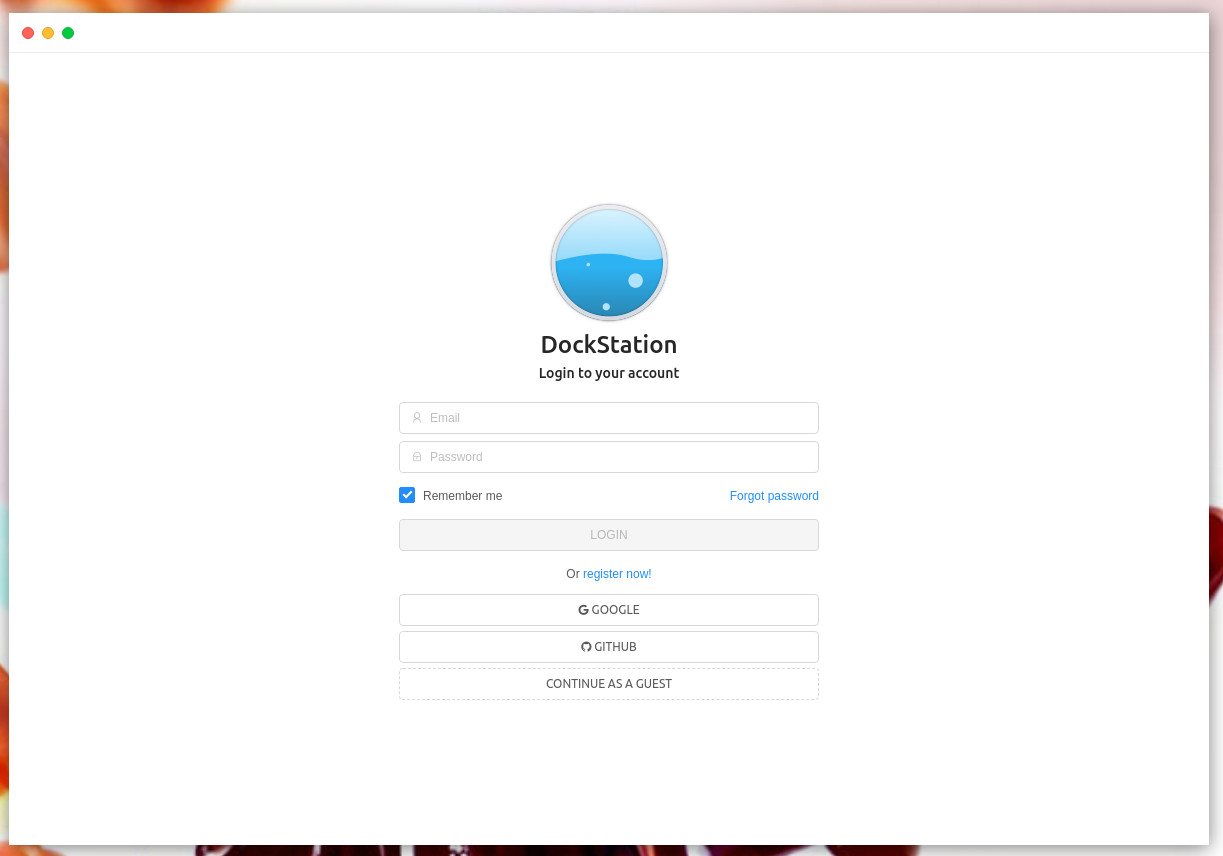 DockStation
Login to your account
Email
Password
Remember me Forgot password
LOGIN
Or register now!
GOOGLE
GITHUB
CONTINUE AS A GUEST